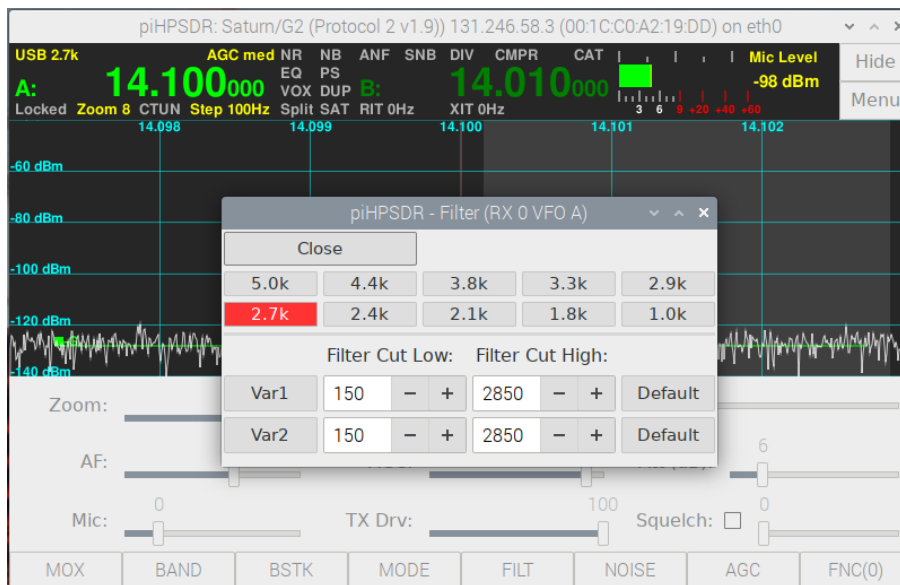 piHPSDR: Saturn/G2 (Protocol 2 v1.9)) 131.246.58.3 (00:1C:C0:A2:19:DD) on eth0
USB 2.7k AGC med NR NB ANF SNB DIV CMPR CAT Mic Level Hide
EQ PS
A: 14.100000 VOX DUP B: 14.010000 -98 dBm
Locked Zoom 8 CTUN Step 100Hz Split SAT RIT 0Hz XIT 0Hz 3 6 9 +20 +40 +60 Menu
14.098 14.099 14.100 14.101 14.102
-60 dBm
-80 dBm
piHPSDR - Filter (RX 0 VFO A)
Close
-100 dBm
5.0k 4.4k 3.8k 3.3k 2.9k
2.7k 2.4k 2.1k 1.8k 1.0k
-120 dBm
Filter Cut Low: Filter Cut High:
-140 dBm
Var1 150 − + 2850 − + Default
Zoom:
Var2 150 − + 2850 − + Default
AF: 6
0 100 0
Mic: TX Drv: Squelch:
MOX BAND BSTK MODE FILT NOISE AGC FNC(0)